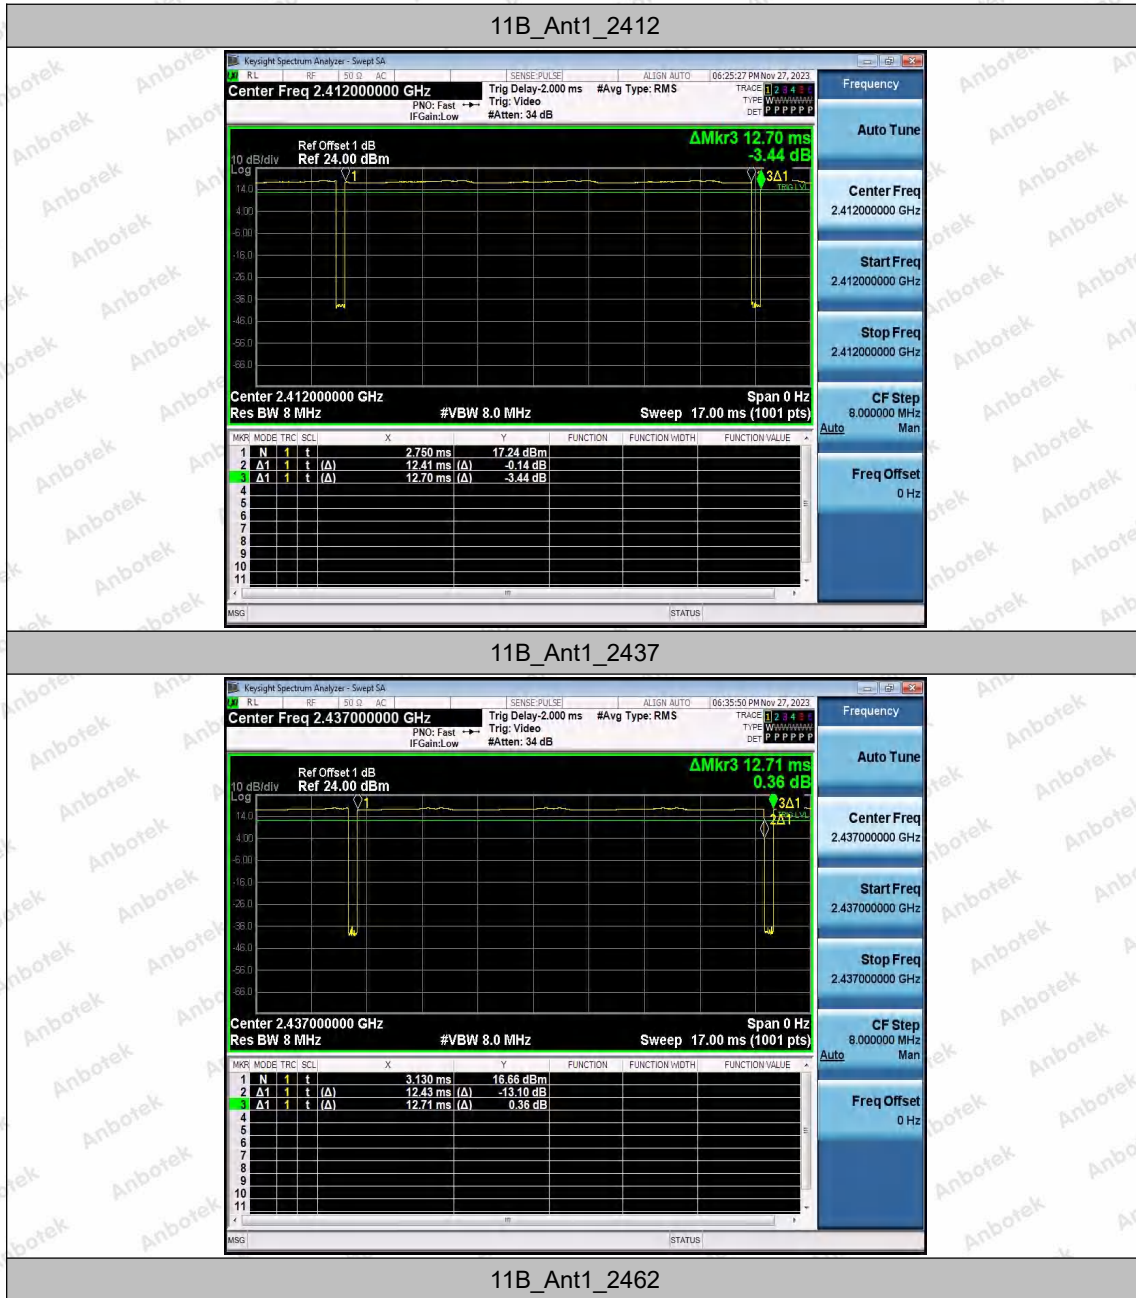 11B_Ant1_2412
Keysight Spectrum Analyzer - Swept SA
RL RF 50 Ω AC SENSE:PULSE ALIGN AUTO 06:25:27 PM Nov 27, 2023
Center Freq 2.412000000 GHz Trig Delay-2.000 ms #Avg Type: RMS TRACE 1 2 3 4 5 6
PNO: Fast Trig: Video TYPE WWWWWW
IFGain:Low #Atten: 34 dB DET P P P P P P
Frequency
Auto Tune
Center Freq
2.412000000 GHz
Start Freq
2.412000000 GHz
Stop Freq
2.412000000 GHz
CF Step
8.000000 MHz
Auto Man
Freq Offset
0 Hz
ΔMkr3 12.70 ms
-3.44 dB
Ref Offset 1 dB
10 dB/div Ref 24.00 dBm
Log
1
3Δ1
TRIG LVL
14.0
4.00
-6.00
-16.0
-26.0
-36.0
-46.0
-56.0
-66.0
Center 2.412000000 GHz Span 0 Hz
Res BW 8 MHz #VBW 8.0 MHz Sweep 17.00 ms (1001 pts)
MKR MODE TRC SCL X Y FUNCTION FUNCTION WIDTH FUNCTION VALUE
1 N 1 t 2.750 ms 17.24 dBm
2 Δ1 1 t (Δ) 12.41 ms (Δ) -0.14 dB
3 Δ1 1 t (Δ) 12.70 ms (Δ) -3.44 dB
4
5
6
7
8
9
10
11
MSG STATUS
11B_Ant1_2437
Keysight Spectrum Analyzer - Swept SA
RL RF 50 Ω AC SENSE:PULSE ALIGN AUTO 06:35:50 PM Nov 27, 2023
Center Freq 2.437000000 GHz Trig Delay-2.000 ms #Avg Type: RMS TRACE 1 2 3 4 5 6
PNO: Fast Trig: Video TYPE WWWWWW
IFGain:Low #Atten: 34 dB DET P P P P P P
Frequency
Auto Tune
Center Freq
2.437000000 GHz
Start Freq
2.437000000 GHz
Stop Freq
2.437000000 GHz
CF Step
8.000000 MHz
Auto Man
Freq Offset
0 Hz
ΔMkr3 12.71 ms
0.36 dB
Ref Offset 1 dB
10 dB/div Ref 24.00 dBm
Log
1
3Δ1
2Δ1
14.0
4.00
-6.00
-16.0
-26.0
-36.0
-46.0
-56.0
-66.0
Center 2.437000000 GHz Span 0 Hz
Res BW 8 MHz #VBW 8.0 MHz Sweep 17.00 ms (1001 pts)
MKR MODE TRC SCL X Y FUNCTION FUNCTION WIDTH FUNCTION VALUE
1 N 1 t 3.130 ms 16.66 dBm
2 Δ1 1 t (Δ) 12.43 ms (Δ) -13.10 dB
3 Δ1 1 t (Δ) 12.71 ms (Δ) 0.36 dB
4
5
6
7
8
9
10
11
MSG STATUS
11B_Ant1_2462
Anbotek